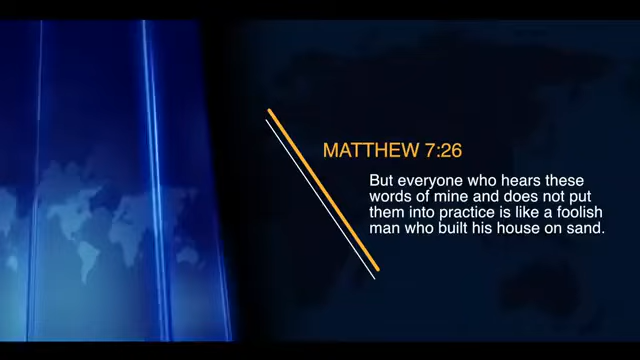 MATTHEW 7:26
But everyone who hears these
words of mine and does not put
them into practice is like a foolish
man who built his house on sand.